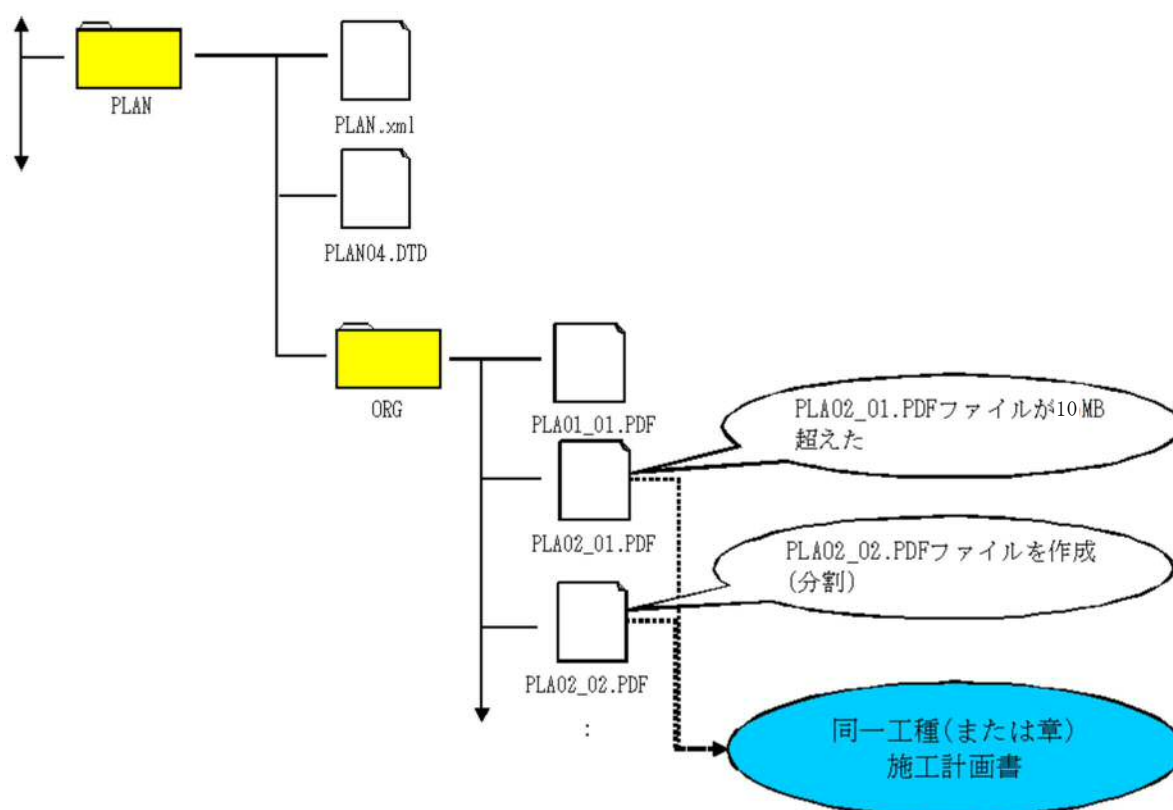 PLAN
PLAN.xml
PLAN04.DTD
ORG
PLA01_01.PDF
PLA02_01.PDFファイルが10MB
超えた
PLA02_01.PDF
PLA02_02.PDFファイルを作成
(分割)
PLA02_02.PDF
:
同一工種(または章)
施工計画書